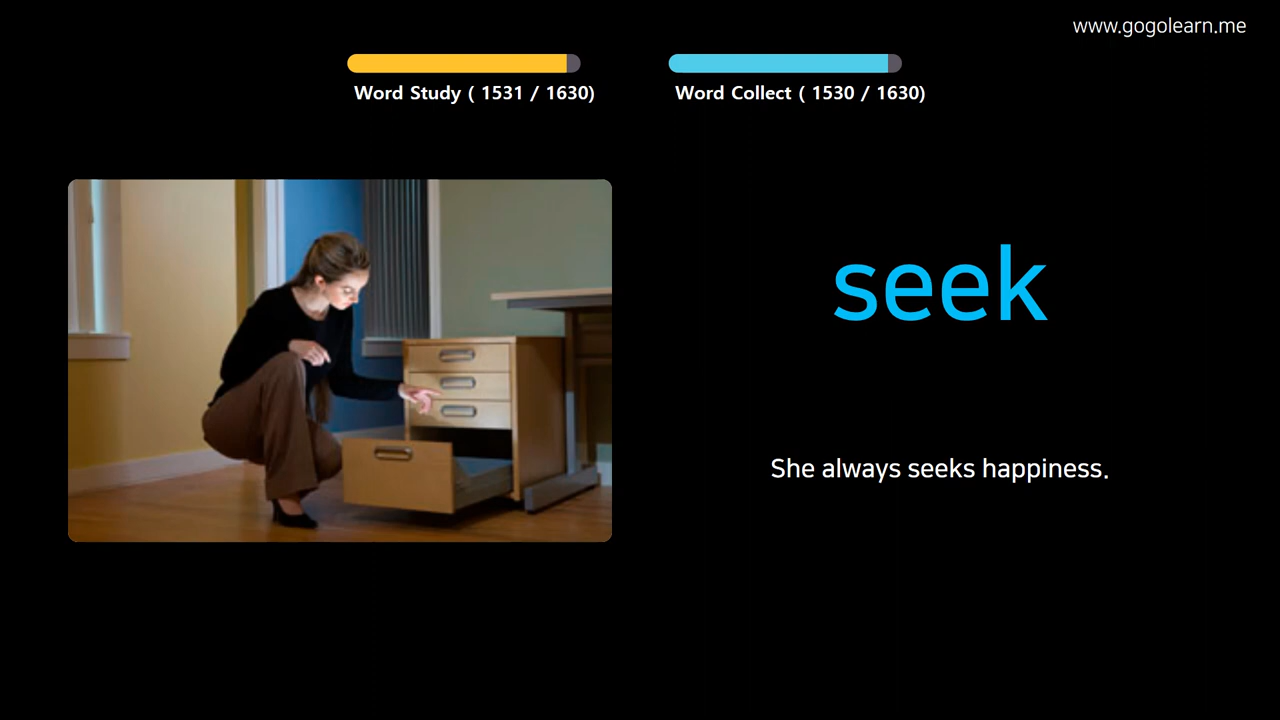 www.gogolearn.me
Word Study ( 1531 / 1630)
Word Collect ( 1530 / 1630)
seek
She always seeks happiness.